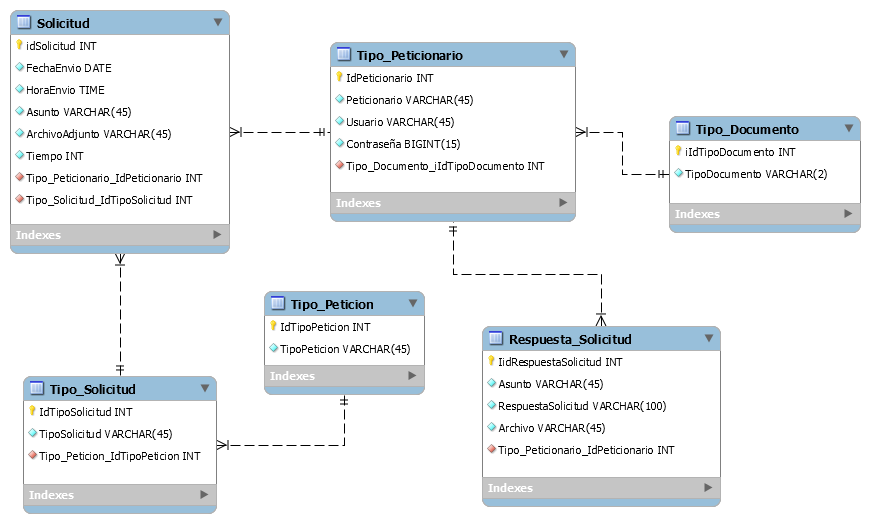 Solicitud
idSolicitud INT
FechaEnvio DATE
HoraEnvio TIME
Asunto VARCHAR(45)
ArchivoAdjunto VARCHAR(45)
Tiempo INT
Tipo_Peticionario_IdPeticionario INT
Tipo_Solicitud_IdTipoSolicitud INT
Indexes
Tipo_Peticionario
IdPeticionario INT
Peticionario VARCHAR(45)
Usuario VARCHAR(45)
Contraseña BIGINT(15)
Tipo_Documento_iIdTipoDocumento INT
Indexes
Tipo_Documento
iIdTipoDocumento INT
TipoDocumento VARCHAR(2)
Indexes
Tipo_Peticion
IdTipoPeticion INT
TipoPeticion VARCHAR(45)
Indexes
Respuesta_Solicitud
IidRespuestaSolicitud INT
Asunto VARCHAR(45)
RespuestaSolicitud VARCHAR(100)
Archivo VARCHAR(45)
Tipo_Peticionario_IdPeticionario INT
Indexes
Tipo_Solicitud
IdTipoSolicitud INT
TipoSolicitud VARCHAR(45)
Tipo_Peticion_IdTipoPeticion INT
Indexes